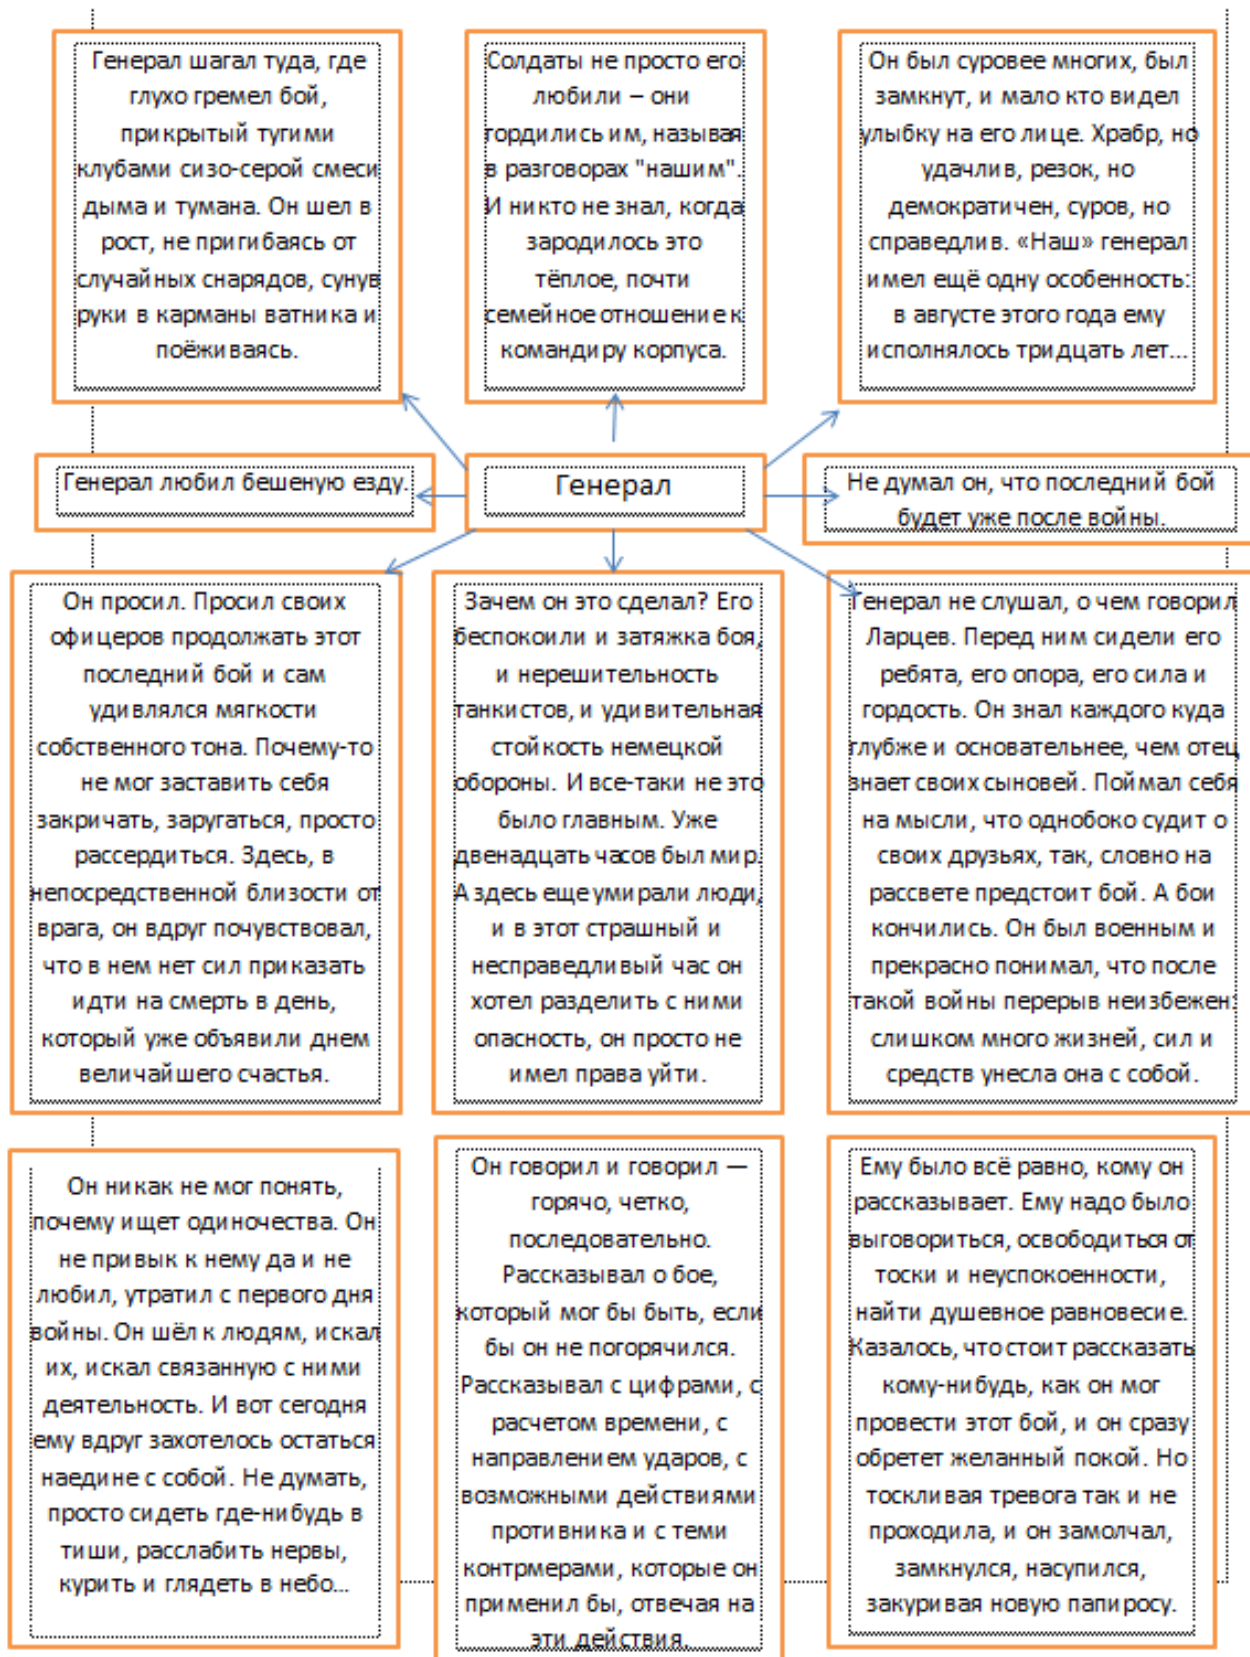 Генерал шагал туда, где
глухо гремел бой,
прикрытый тугими
клубами сизо-серой смеси
дыма и тумана. Он шел в
рост, не пригибаясь от
случайных снарядов, сунув
руки в карманы ватника и
поёживаясь.
Солдаты не просто его
любили – они
гордились им, называя
в разговорах "нашим".
И никто не знал, когда
зародилось это
тёплое, почти
семейное отношение к
командиру корпуса.
Он был суровее многих, был
замкнут, и мало кто видел
улыбку на его лице. Храбр, но
удачлив, резок, но
демократичен, суров, но
справедлив. «Наш» генерал
имел ещё одну особенность:
в августе этого года ему
исполнялось тридцать лет...
Генерал любил бешеную езду.
Генерал
Не думал он, что последний бой
будет уже после войны.
Он просил. Просил своих
офицеров продолжать этот
последний бой и сам
удивлялся мягкости
собственного тона. Почему-то
не мог заставить себя
закричать, заругаться, просто
рассердиться. Здесь, в
непосредственной близости от
врага, он вдруг почувствовал,
что в нем нет сил приказать
идти на смерть в день,
который уже объявили днем
величайшего счастья.
Зачем он это сделал? Его
беспокоили и затяжка боя,
и нерешительность
танкистов, и удивительная
стойкость немецкой
обороны. И все-таки не это
было главным. Уже
двенадцать часов был мир.
А здесь еще умирали люди,
и в этот страшный и
несправедливый час он
хотел разделить с ними
опасность, он просто не
имел права уйти.
Генерал не слушал, о чем говорил
Ларцев. Перед ним сидели его
ребята, его опора, его сила и
гордость. Он знал каждого куда
глубже и основательнее, чем отец
знает своих сыновей. Поймал себя
на мысли, что однобоко судит о
своих друзьях, так, словно на
рассвете предстоит бой. А бои
кончились. Он был военным и
прекрасно понимал, что после
такой войны перерыв неизбежен:
слишком много жизней, сил и
средств унесла она с собой.
Он никак не мог понять,
почему ищет одиночества. Он
не привык к нему да и не
любил, утратил с первого дня
войны. Он шёл к людям, искал
их, искал связанную с ними
деятельность. И вот сегодня
ему вдруг захотелось остаться
наедине с собой. Не думать,
просто сидеть где-нибудь в
тиши, расслабить нервы,
курить и глядеть в небо...
Он говорил и говорил —
горячо, четко,
последовательно.
Рассказывал о бое,
который мог бы быть, если
бы он не погорячился.
Рассказывал с цифрами, с
расчетом времени, с
направлением ударов, с
возможными действиями
противника и с теми
контрмерами, которые он
применил бы, отвечая на
эти действия.
Ему было всё равно, кому он
рассказывает. Ему надо было
выговориться, освободиться от
тоски и неуспокоенности,
найти душевное равновесие.
Казалось, что стоит рассказать
кому-нибудь, как он мог
провести этот бой, и он сразу
обретет желанный покой. Но
тоскливая тревога так и не
проходила, и он замолчал,
замкнулся, насупился,
закуривая новую папиросу.